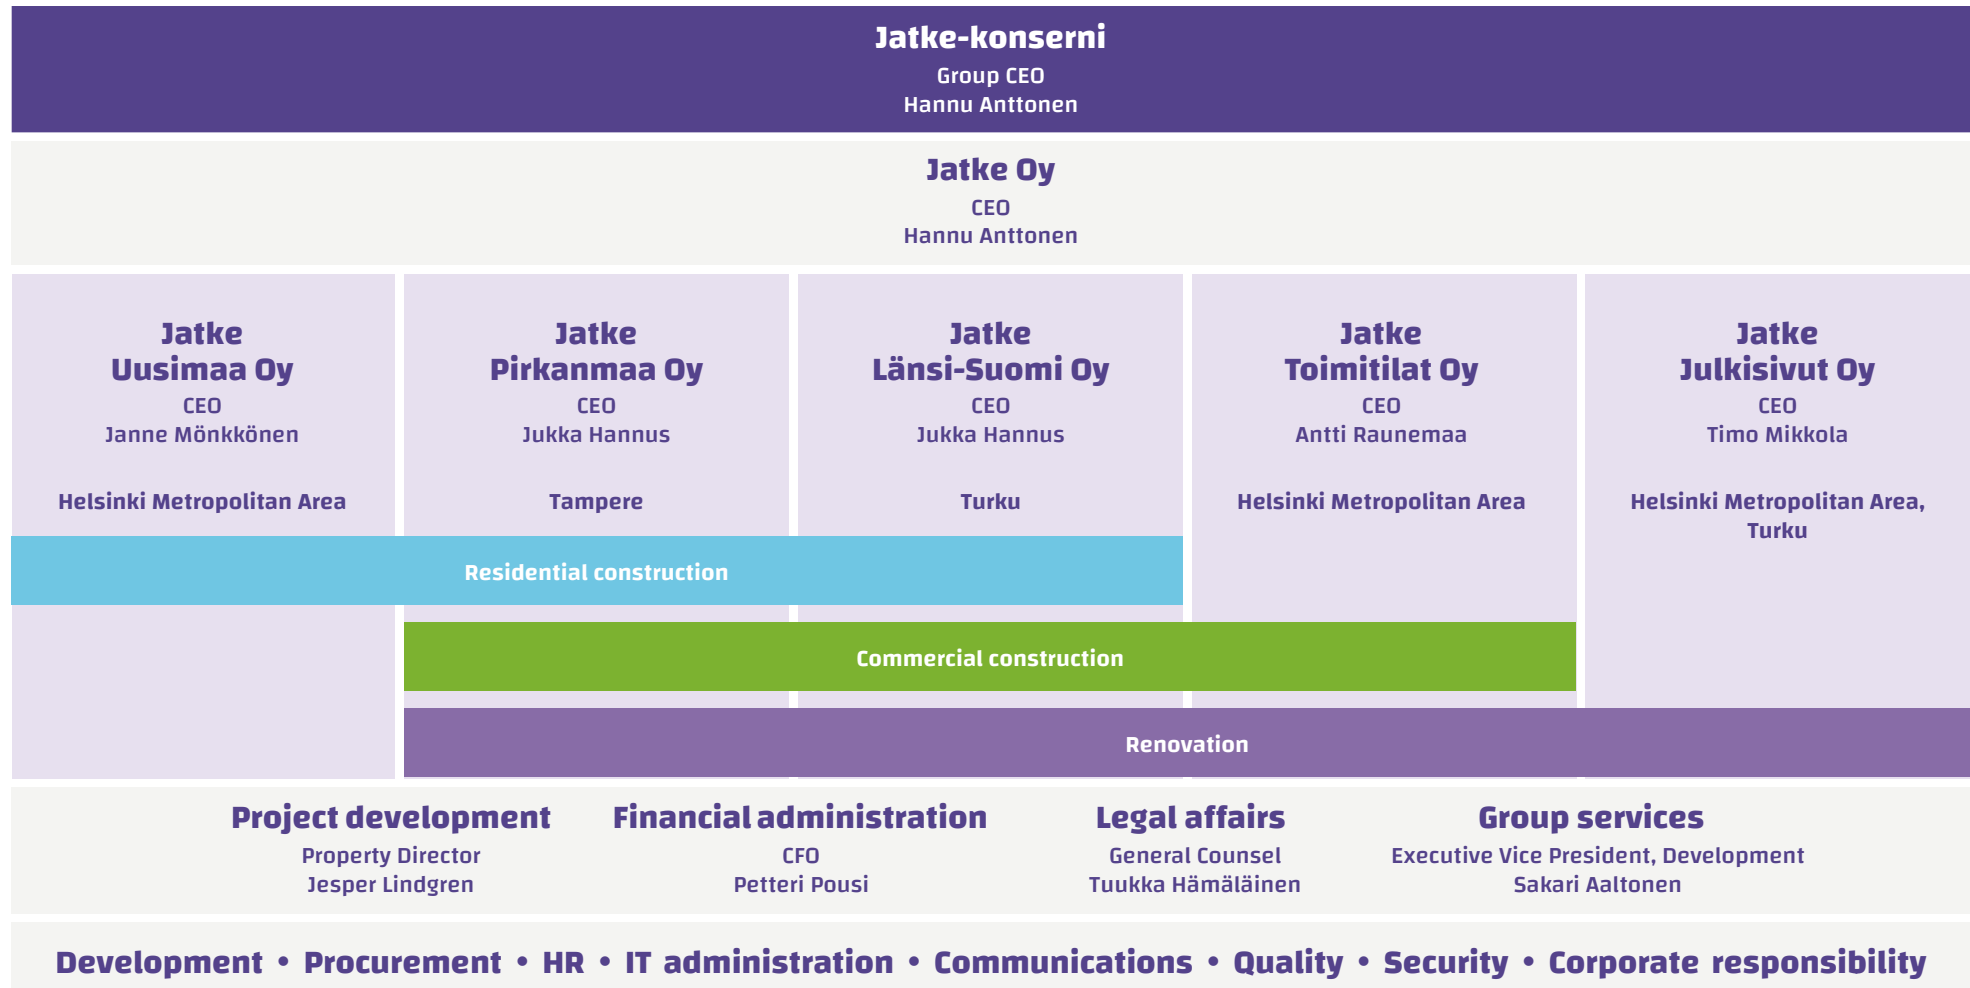 Jatke-konserni
Group CEO
Hannu Anttonen
Jatke Oy
CEO
Hannu Anttonen
Jatke
Uusimaa Oy
CEO
Janne Mönkkönen
Helsinki Metropolitan Area
Jatke
Pirkanmaa Oy
CEO
Jukka Hannus
Tampere
Jatke
Länsi-Suomi Oy
CEO
Jukka Hannus
Turku
Jatke
Toimitilat Oy
CEO
Antti Raunemaa
Helsinki Metropolitan Area
Jatke
Julkisivut Oy
CEO
Timo Mikkola
Helsinki Metropolitan Area,
Turku
Residential construction
Commercial construction
Renovation
Project development
Property Director
Jesper Lindgren
Financial administration
CFO
Petteri Pousi
Legal affairs
General Counsel
Tuukka Hämäläinen
Group services
Executive Vice President, Development
Sakari Aaltonen
Development • Procurement • HR • IT administration • Communications • Quality • Security • Corporate responsibility